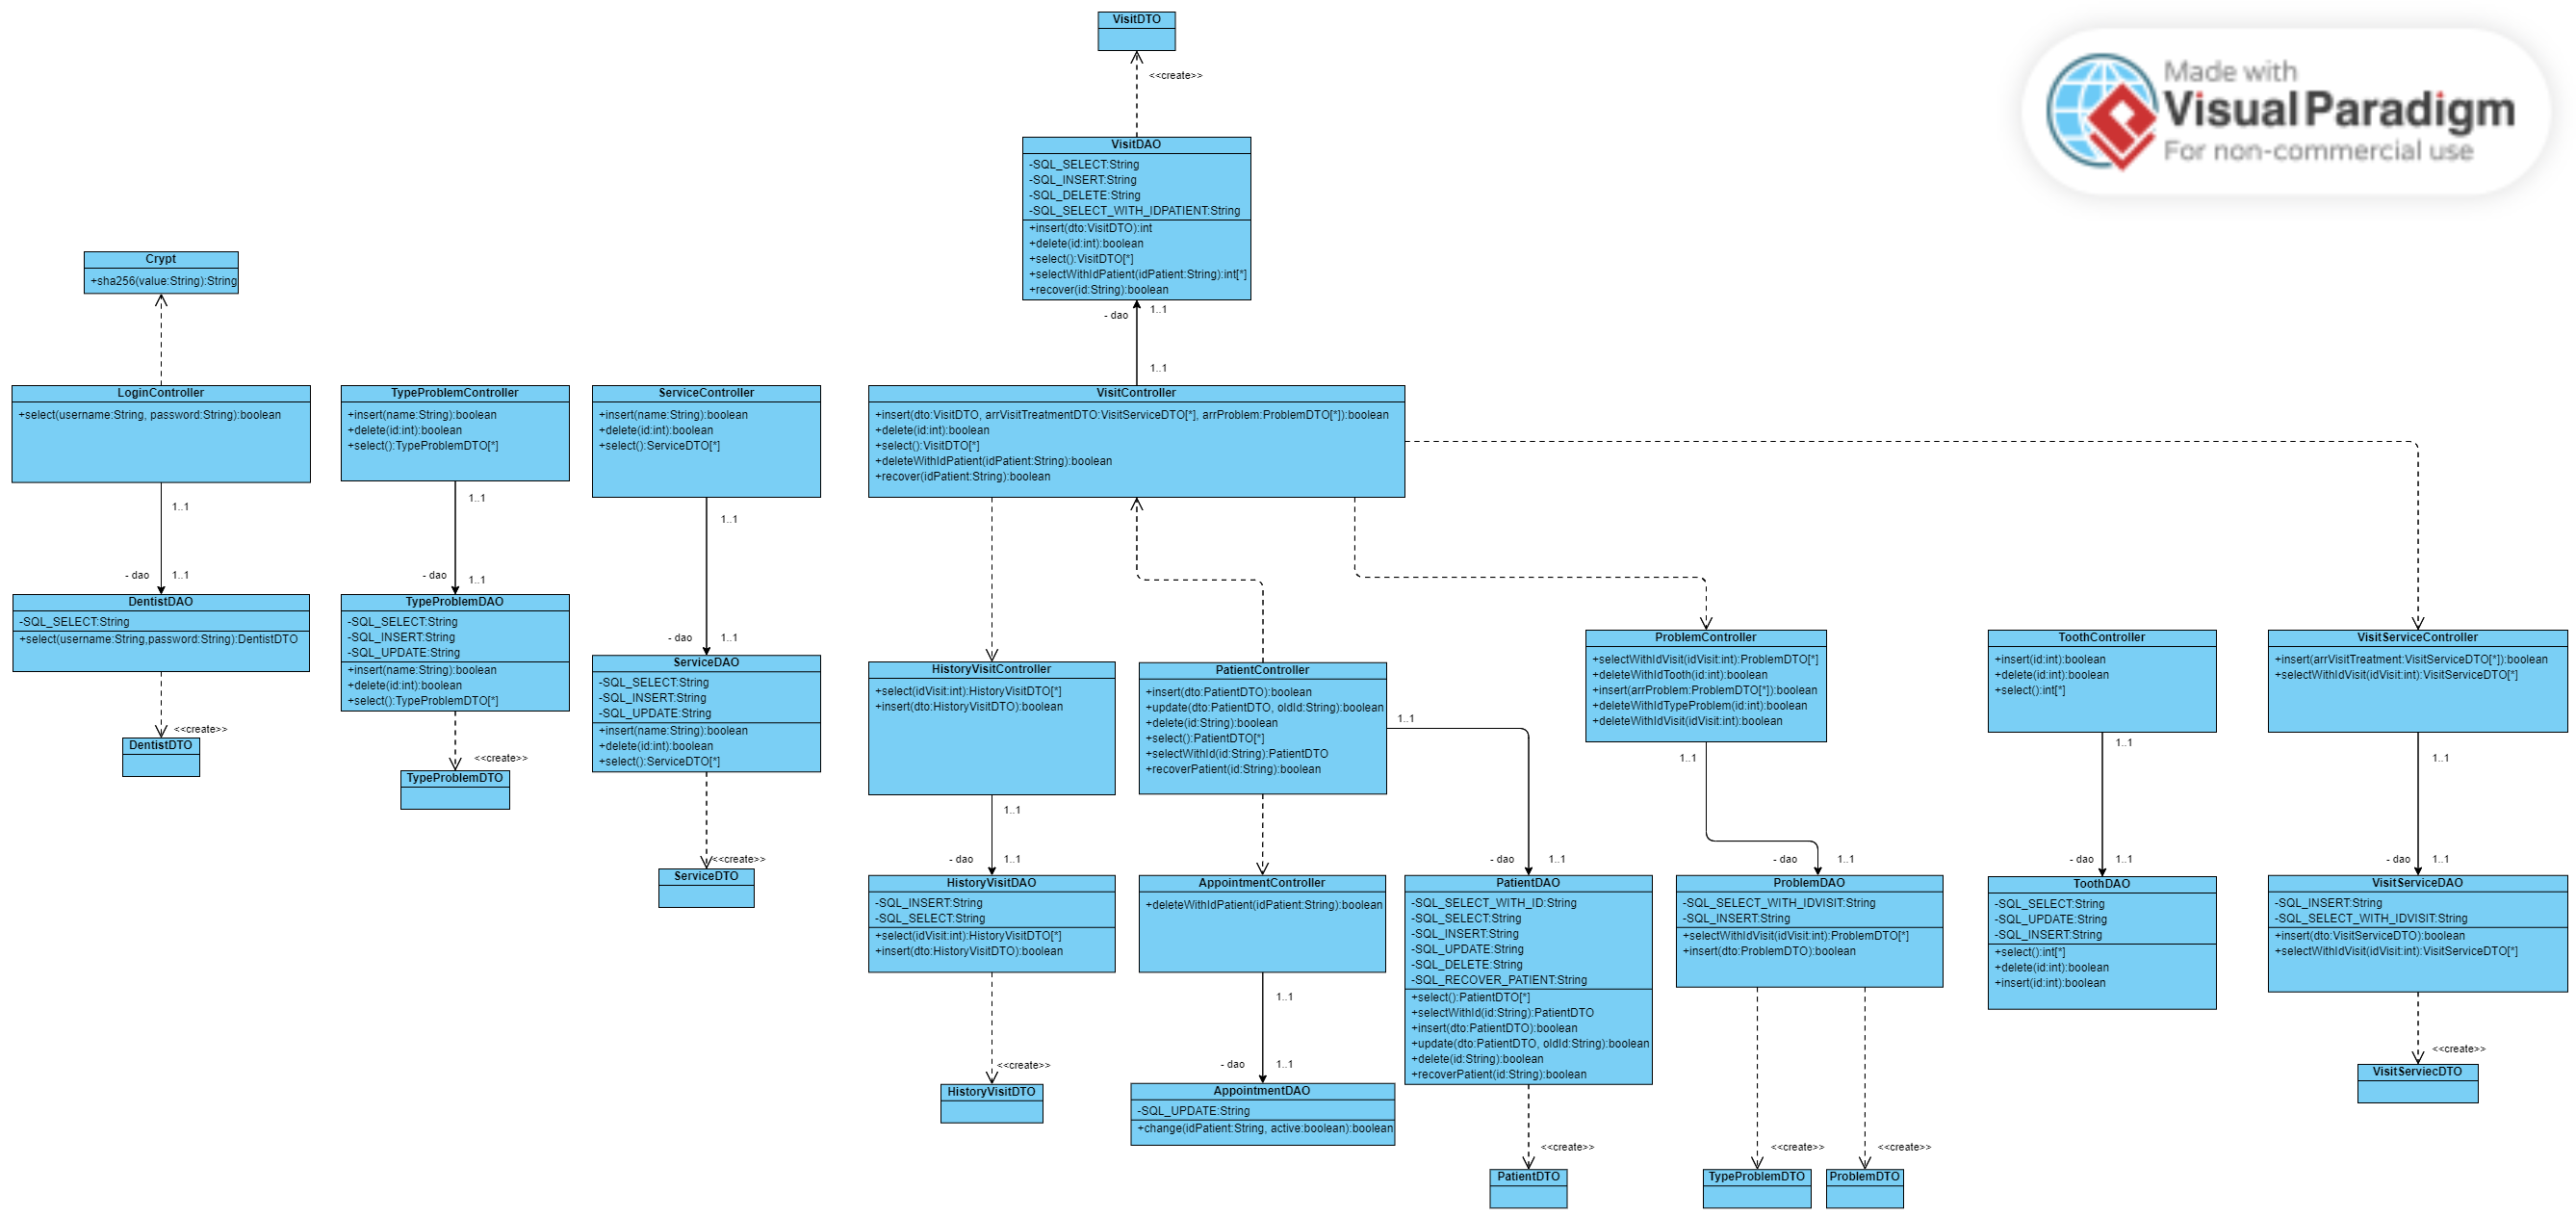 VisitDTO
<<create>>
Made with
Visual Paradigm
For non-commercial use
VisitDAO
-SQL_SELECT:String
-SQL_INSERT:String
-SQL_DELETE:String
-SQL_SELECT_WITH_IDPATIENT:String
+insert(dto:VisitDTO):int
+delete(id:int):boolean
+select():VisitDTO[*]
+selectWithIdPatient(idPatient:String):int[*]
+recover(id:String):boolean
- dao
1..1
1..1
Crypt
+sha256(value:String):String
LoginController
+select(username:String, password:String):boolean
1..1
- dao
1..1
DentistDAO
-SQL_SELECT:String
+select(username:String,password:String):DentistDTO
<<create>>
DentistDTO
TypeProblemController
+insert(name:String):boolean
+delete(id:int):boolean
+select():TypeProblemDTO[*]
1..1
- dao
1..1
TypeProblemDAO
-SQL_SELECT:String
-SQL_INSERT:String
-SQL_UPDATE:String
+insert(name:String):boolean
+delete(id:int):boolean
+select():TypeProblemDTO[*]
<<create>>
TypeProblemDTO
ServiceController
+insert(name:String):boolean
+delete(id:int):boolean
+select():ServiceDTO[*]
1..1
- dao
1..1
ServiceDAO
-SQL_SELECT:String
-SQL_INSERT:String
-SQL_UPDATE:String
+insert(name:String):boolean
+delete(id:int):boolean
+select():ServiceDTO[*]
<<create>>
ServiceDTO
VisitController
+insert(dto:VisitDTO, arrVisitTreatmentDTO:VisitServiceDTO[*], arrProblem:ProblemDTO[*]):boolean
+delete(id:int):boolean
+select():VisitDTO[*]
+deleteWithIdPatient(idPatient:String):boolean
+recover(idPatient:String):boolean
HistoryVisitController
+select(idVisit:int):HistoryVisitDTO[*]
+insert(dto:HistoryVisitDTO):boolean
1..1
- dao
1..1
HistoryVisitDAO
-SQL_INSERT:String
-SQL_SELECT:String
+select(idVisit:int):HistoryVisitDTO[*]
+insert(dto:HistoryVisitDTO):boolean
<<create>>
HistoryVisitDTO
PatientController
+insert(dto:PatientDTO):boolean
+update(dto:PatientDTO, oldId:String):boolean
+delete(id:String):boolean
+select():PatientDTO[*]
+selectWithId(id:String):PatientDTO
+recoverPatient(id:String):boolean
1..1
AppointmentController
+deleteWithIdPatient(idPatient:String):boolean
1..1
- dao
1..1
AppointmentDAO
-SQL_UPDATE:String
+change(idPatient:String, active:boolean):boolean
- dao
1..1
PatientDAO
-SQL_SELECT_WITH_ID:String
-SQL_SELECT:String
-SQL_INSERT:String
-SQL_UPDATE:String
-SQL_DELETE:String
-SQL_RECOVER_PATIENT:String
+select():PatientDTO[*]
+selectWithId(id:String):PatientDTO
+insert(dto:PatientDTO):boolean
+update(dto:PatientDTO, oldId:String):boolean
+delete(id:String):boolean
+recoverPatient(id:String):boolean
<<create>>
PatientDTO
ProblemController
+selectWithIdVisit(idVisit:int):ProblemDTO[*]
+deleteWithIdTooth(id:int):boolean
+insert(arrProblem:ProblemDTO[*]):boolean
+deleteWithIdTypeProblem(id:int):boolean
+deleteWithIdVisit(idVisit:int):boolean
1..1
- dao
1..1
ProblemDAO
-SQL_SELECT_WITH_IDVISIT:String
-SQL_INSERT:String
+selectWithIdVisit(idVisit:int):ProblemDTO[*]
+insert(dto:ProblemDTO):boolean
<<create>>
<<create>>
TypeProblemDTO
ProblemDTO
ToothController
+insert(id:int):boolean
+delete(id:int):boolean
+select():int[*]
1..1
- dao
1..1
ToothDAO
-SQL_SELECT:String
-SQL_UPDATE:String
-SQL_INSERT:String
+select():int[*]
+delete(id:int):boolean
+insert(id:int):boolean
VisitServiceController
+insert(arrVisitTreatment:VisitServiceDTO[*]):boolean
+selectWithIdVisit(idVisit:int):VisitServiceDTO[*]
1..1
- dao
1..1
VisitServiceDAO
-SQL_INSERT:String
-SQL_SELECT_WITH_IDVISIT:String
+insert(dto:VisitServiceDTO):boolean
+selectWithIdVisit(idVisit:int):VisitServiceDTO[*]
<<create>>
VisitServiecDTO